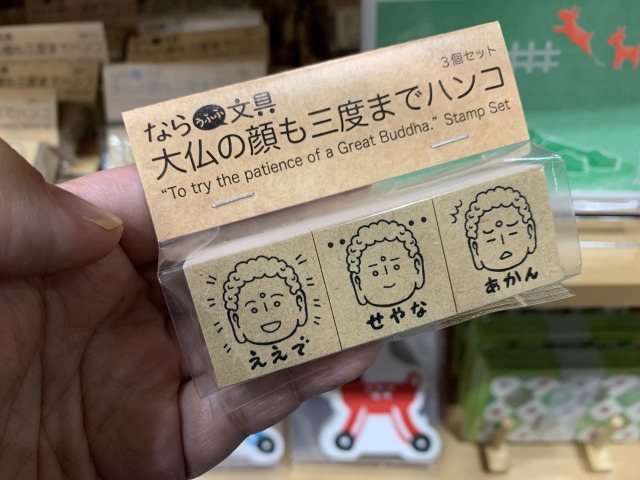 3個セット
なら うふふ 文具
大仏の顔も三度までハンコ
"To try the patience of a Great Buddha." Stamp Set
ええで
せやな
あかん